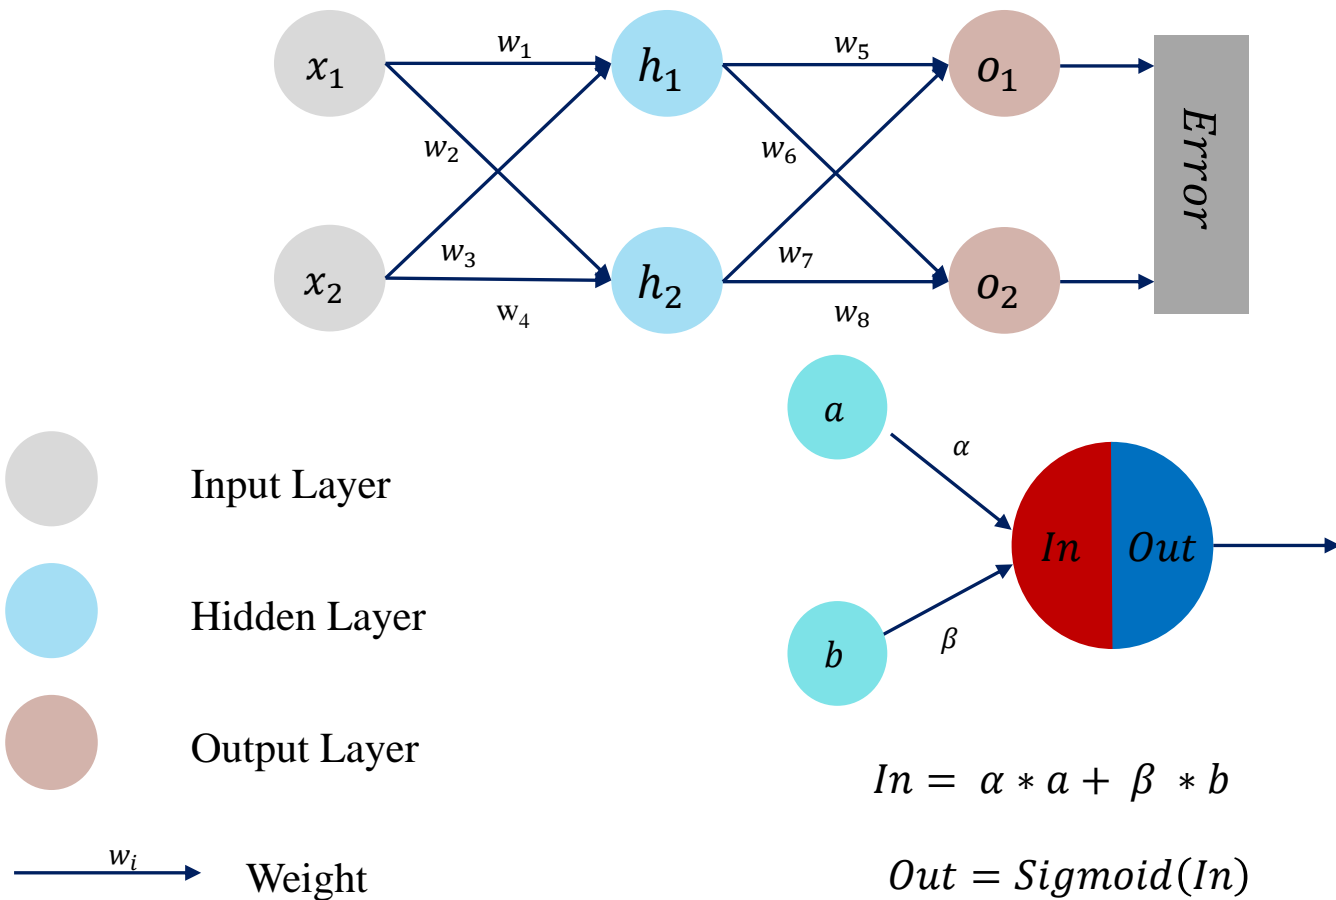 x₁ w₁ h₁ w₅ o₁
Error
w₂ w₆
w₃ w₇
x₂ w₄ h₂ w₈ o₂
a
α
Input Layer
In Out
Hidden Layer
b β
Output Layer
In = α * a + β * b
wᵢ Weight
Out = Sigmoid(In)